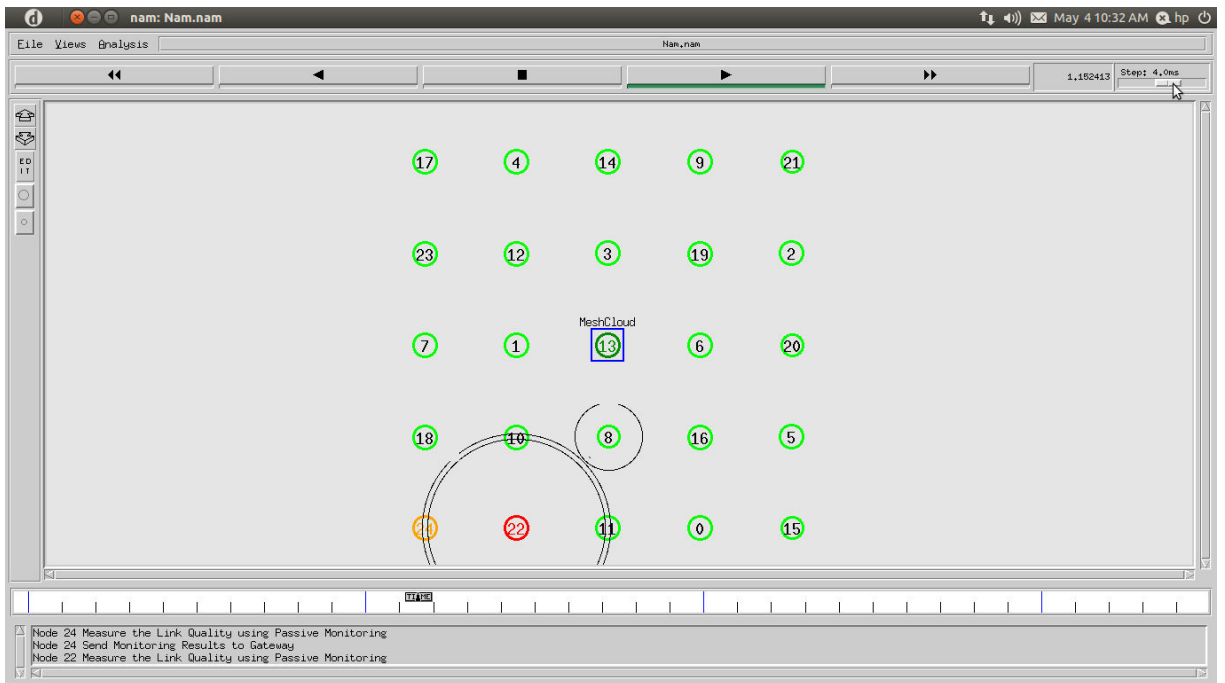 nam: Nam.nam
May 4 10:32 AM hp
File Views Analysis Nam.nam
1.152413 Step: 4.0ms
ED
IT
17 4 14 9 21
23 12 3 19 2
MeshCloud
7 1 13 6 20
18 10 8 16 5
24 22 11 0 15
TIME
Node 24 Measure the Link Quality using Passive Monitoring
Node 24 Send Monitoring Results to Gateway
Node 22 Measure the Link Quality using Passive Monitoring